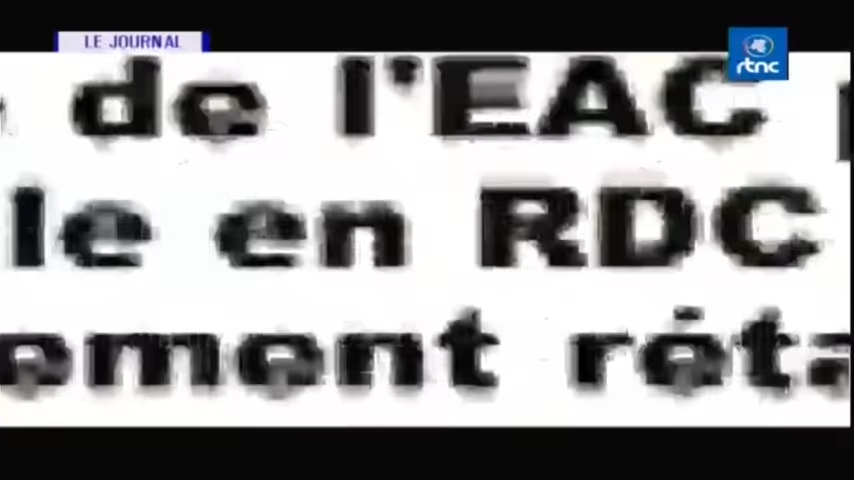 LE JOURNAL
rtnc
de l'EAC
le en RDC
ement réta